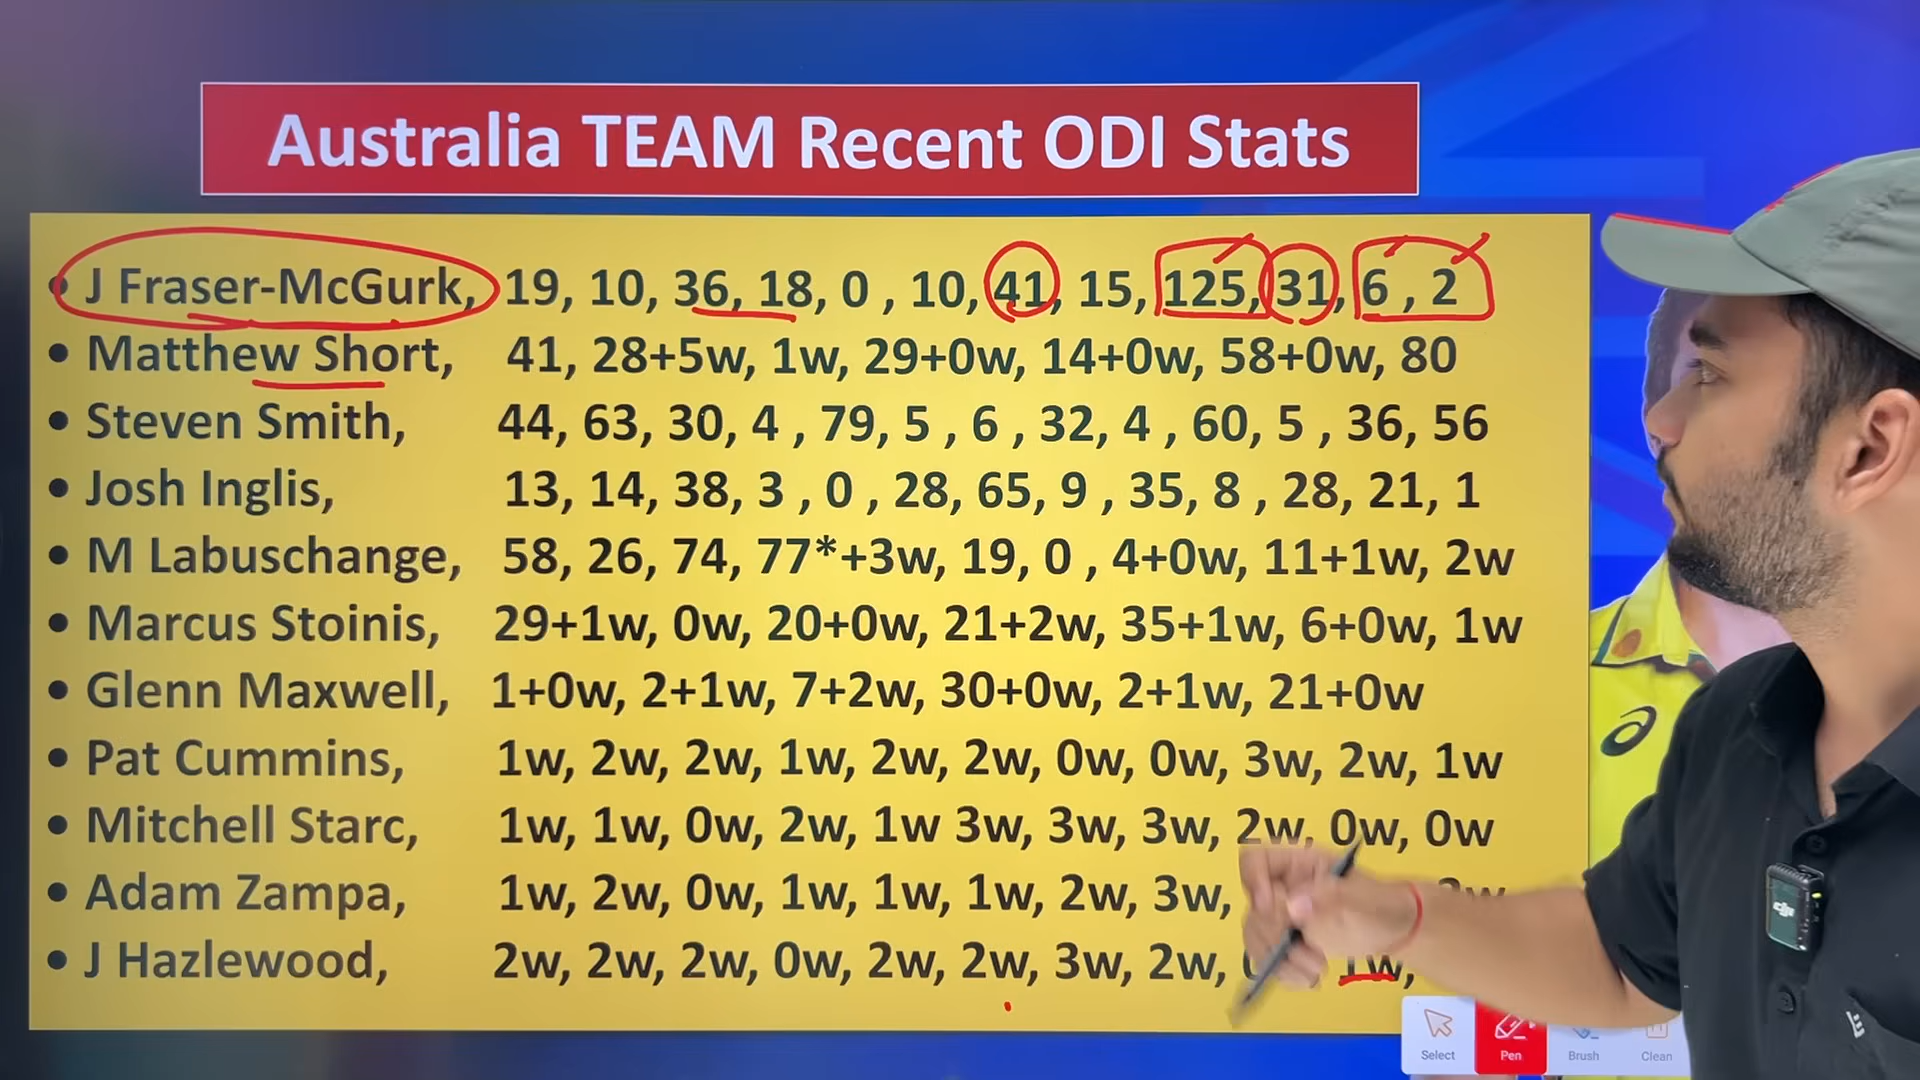 Australia TEAM Recent ODI Stats
• J Fraser-McGurk, 19, 10, 36, 18, 0 , 10, 41, 15, 125, 31, 6 , 2
• Matthew Short, 41, 28+5w, 1w, 29+0w, 14+0w, 58+0w, 80
• Steven Smith, 44, 63, 30, 4 , 79, 5 , 6 , 32, 4 , 60, 5 , 36, 56
• Josh Inglis, 13, 14, 38, 3 , 0 , 28, 65, 9 , 35, 8 , 28, 21, 1
• M Labuschange, 58, 26, 74, 77*+3w, 19, 0 , 4+0w, 11+1w, 2w
• Marcus Stoinis, 29+1w, 0w, 20+0w, 21+2w, 35+1w, 6+0w, 1w
• Glenn Maxwell, 1+0w, 2+1w, 7+2w, 30+0w, 2+1w, 21+0w
• Pat Cummins, 1w, 2w, 2w, 1w, 2w, 2w, 0w, 0w, 3w, 2w, 1w
• Mitchell Starc, 1w, 1w, 0w, 2w, 1w 3w, 3w, 3w, 2w, 0w, 0w
• Adam Zampa, 1w, 2w, 0w, 1w, 1w, 1w, 2w, 3w,
• J Hazlewood, 2w, 2w, 2w, 0w, 2w, 2w, 3w, 2w, 1w,
Select Pen Brush Clean